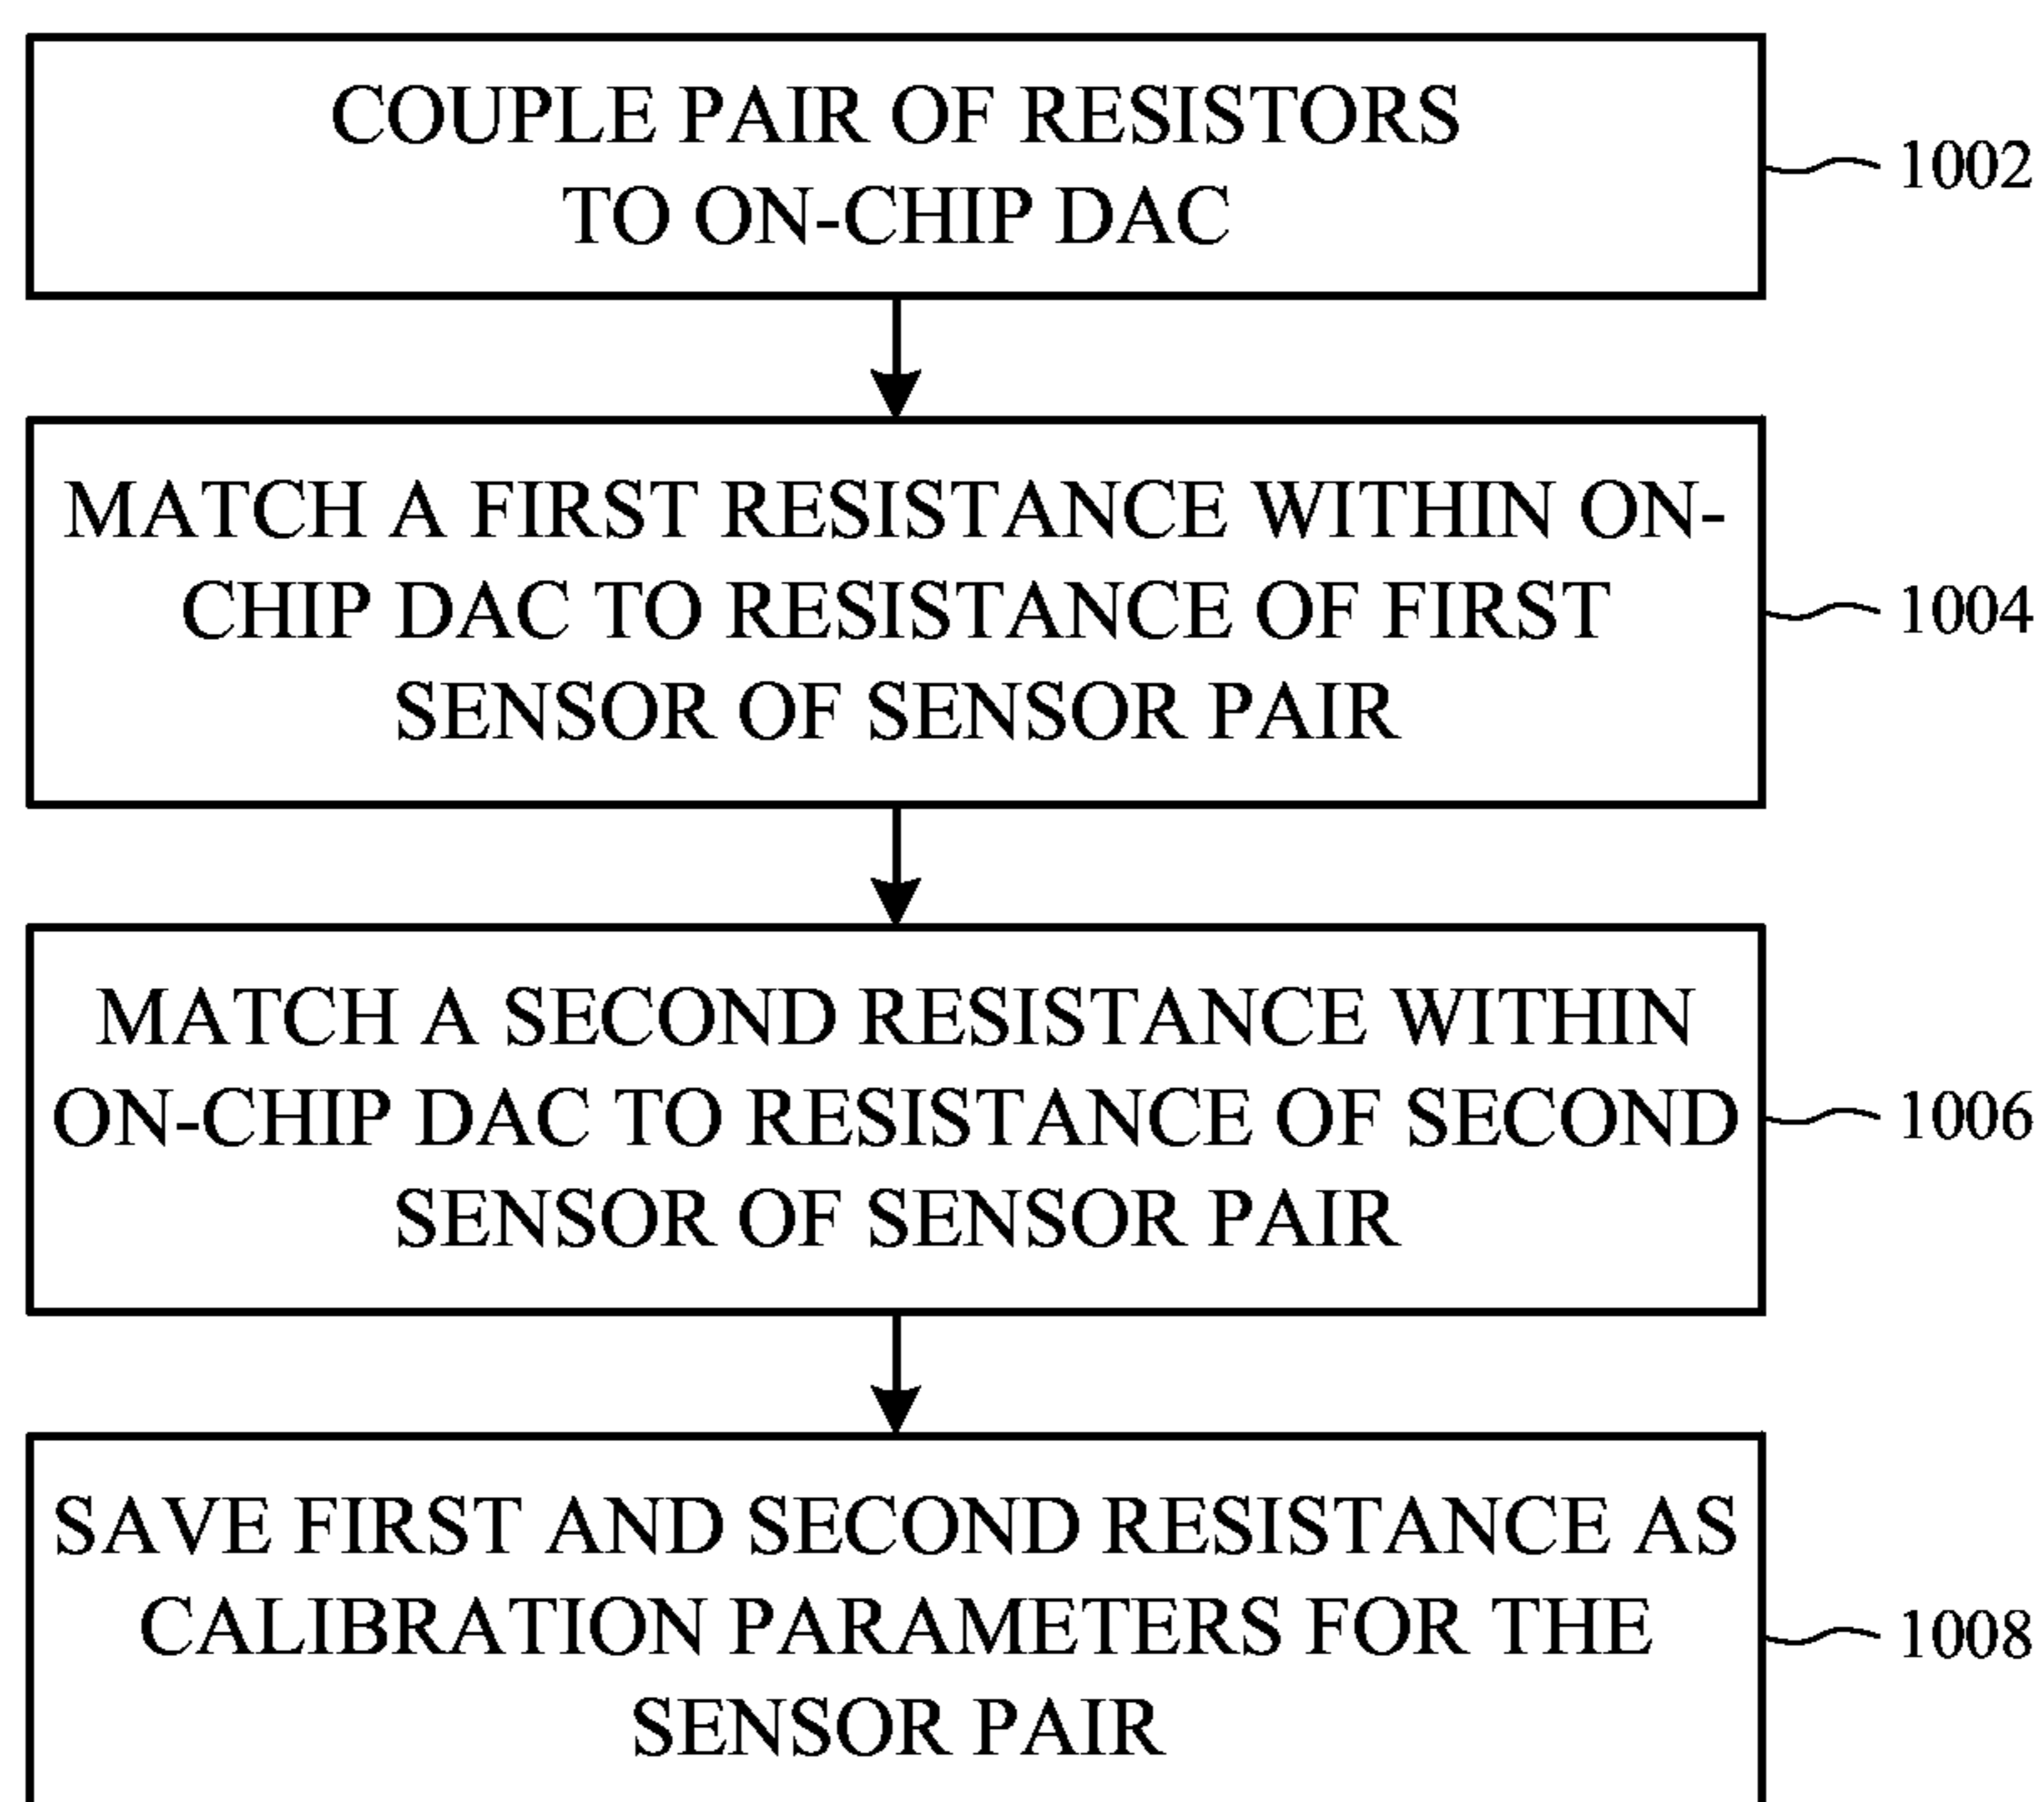 COUPLE PAIR OF RESISTORS
TO ON-CHIP DAC
1002
MATCH A FIRST RESISTANCE WITHIN ON-
CHIP DAC TO RESISTANCE OF FIRST
SENSOR OF SENSOR PAIR
1004
MATCH A SECOND RESISTANCE WITHIN
ON-CHIP DAC TO RESISTANCE OF SECOND
SENSOR OF SENSOR PAIR
1006
SAVE FIRST AND SECOND RESISTANCE AS
CALIBRATION PARAMETERS FOR THE
SENSOR PAIR
1008